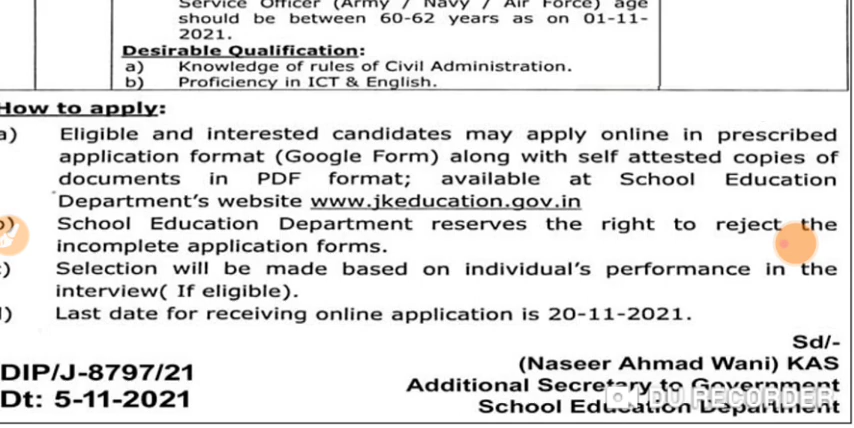 Service Officer (Army / Navy / Air Force) age
should be between 60-62 years as on 01-11-
2021.
Desirable Qualification:
a) Knowledge of rules of Civil Administration.
b) Proficiency in ICT & English.
How to apply:
a) Eligible and interested candidates may apply online in prescribed
application format (Google Form) along with self attested copies of
documents in PDF format; available at School Education
Department's website www.jkeducation.gov.in
b) School Education Department reserves the right to reject the
incomplete application forms.
c) Selection will be made based on individual's performance in the
interview( If eligible).
d) Last date for receiving online application is 20-11-2021.
Sd/-
(Naseer Ahmad Wani) KAS
DIP/J-8797/21
Additional Secretary to Government
Dt: 5-11-2021
School Education Department
DU RECORDER